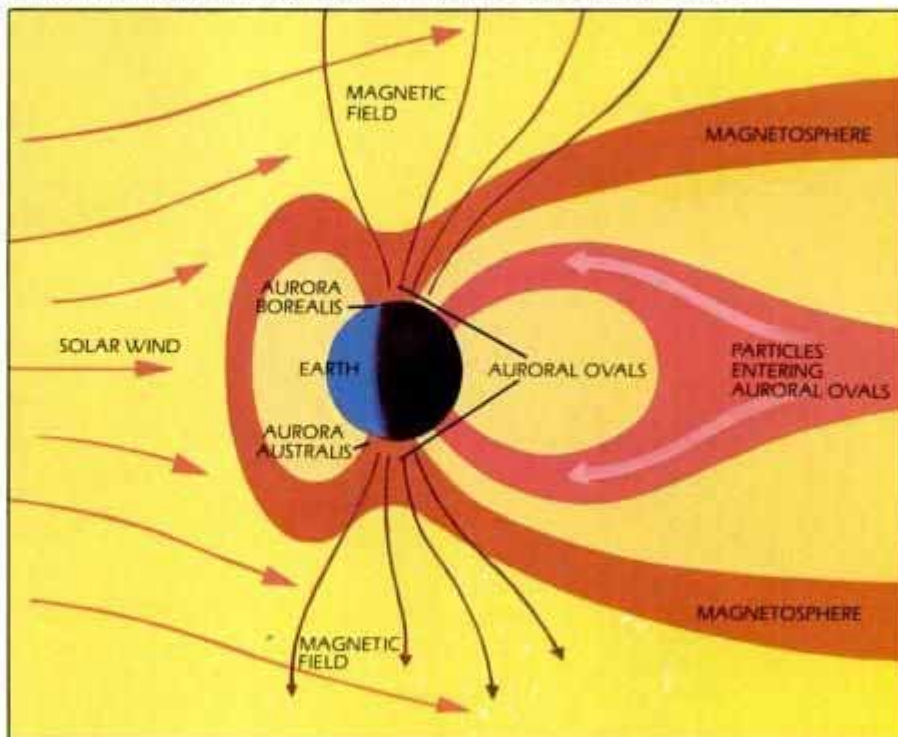 MAGNETIC
FIELD
MAGNETOSPHERE
AURORA
BOREALIS
SOLAR WIND
EARTH
AURORAL OVALS
PARTICLES
ENTERING
AURORAL OVALS
AURORA
AUSTRALIS
MAGNETOSPHERE
MAGNETIC
FIELD